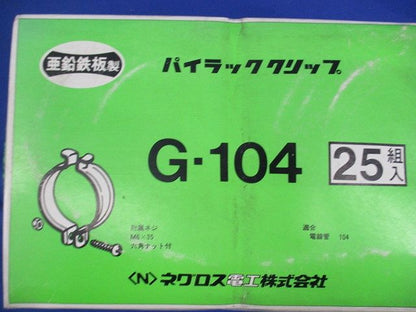 亜鉛鉄板製
パイラッククリップ
G・104
25組入
附属ネジ
M6×35
六角ナット付
適合
電線管 104
〈N〉ネグロス電工株式会社